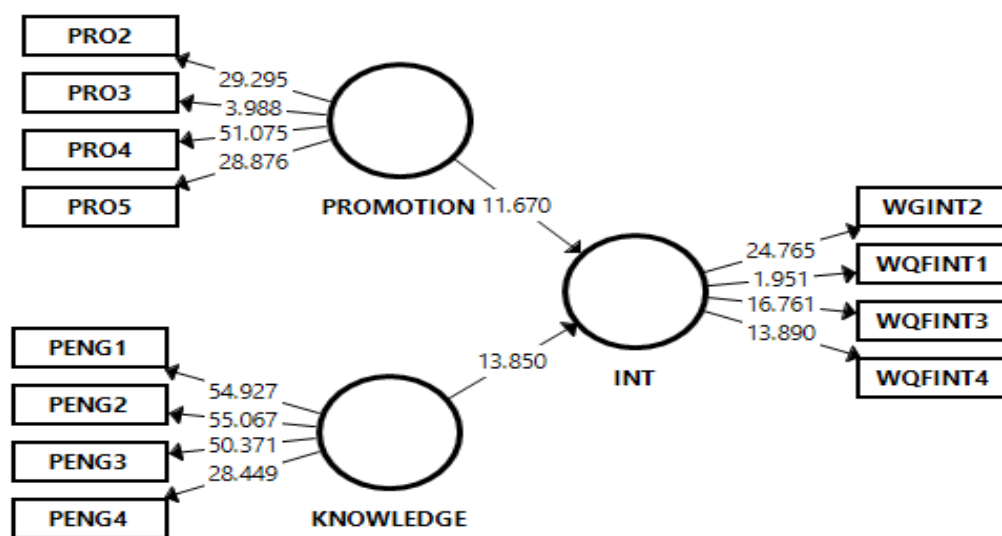 PRO2
29.295
PRO3
3.988
PRO4
51.075
PRO5
28.876
PROMOTION
11.670
WGINT2
24.765
WQFINT1
1.951
WQFINT3
16.761
WQFINT4
13.890
INT
13.850
PENG1
54.927
PENG2
55.067
PENG3
50.371
PENG4
28.449
KNOWLEDGE